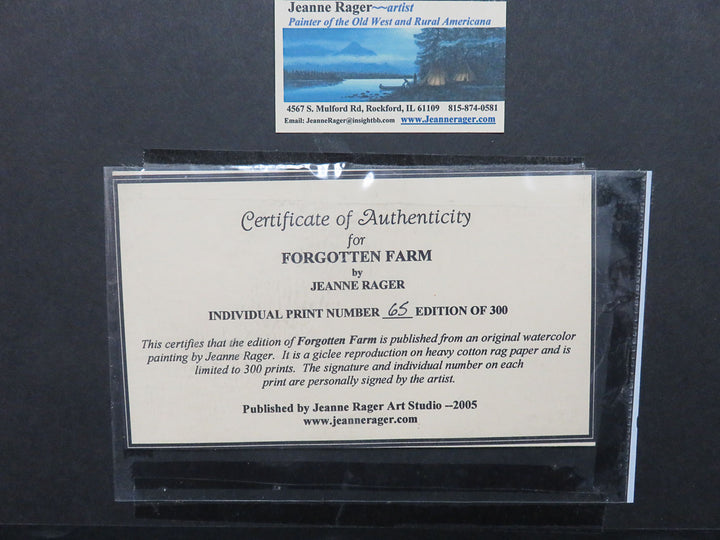 Jeanne Rager~~artist
Painter of the Old West and Rural Americana
4567 S. Mulford Rd, Rockford, IL 61109 815-874-0581
Email: JeanneRager@insightbb.com www.Jeannerager.com
Certificate of Authenticity
for
FORGOTTEN FARM
by
JEANNE RAGER
INDIVIDUAL PRINT NUMBER 65 EDITION OF 300
This certifies that the edition of Forgotten Farm is published from an original watercolor
painting by Jeanne Rager. It is a giclee reproduction on heavy cotton rag paper and is
limited to 300 prints. The signature and individual number on each
print are personally signed by the artist.
Published by Jeanne Rager Art Studio --2005
www.jeannerager.com